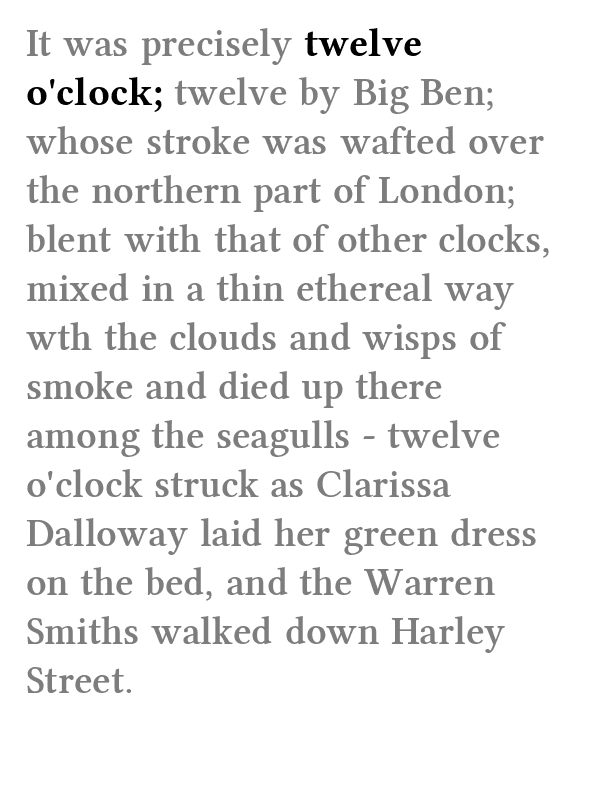 It was precisely twelve
o'clock; twelve by Big Ben;
whose stroke was wafted over
the northern part of London;
blent with that of other clocks,
mixed in a thin ethereal way
wth the clouds and wisps of
smoke and died up there
among the seagulls - twelve
o'clock struck as Clarissa
Dalloway laid her green dress
on the bed, and the Warren
Smiths walked down Harley
Street.